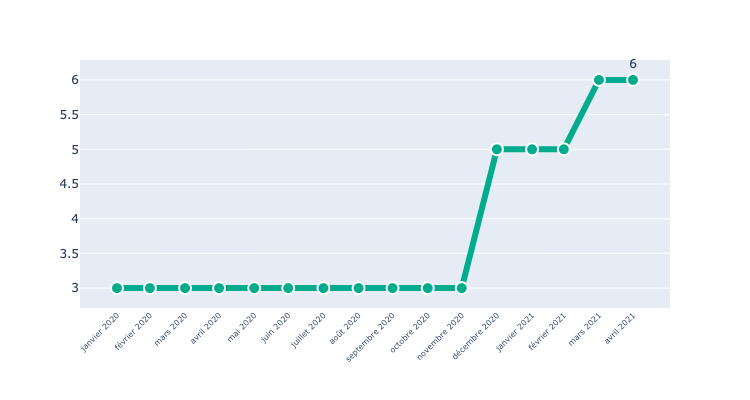 6
6
5.5
5
4.5
4
3.5
3
janvier 2020
février 2020
mars 2020
avril 2020
mai 2020
juin 2020
juillet 2020
août 2020
septembre 2020
octobre 2020
novembre 2020
décembre 2020
janvier 2021
février 2021
mars 2021
avril 2021